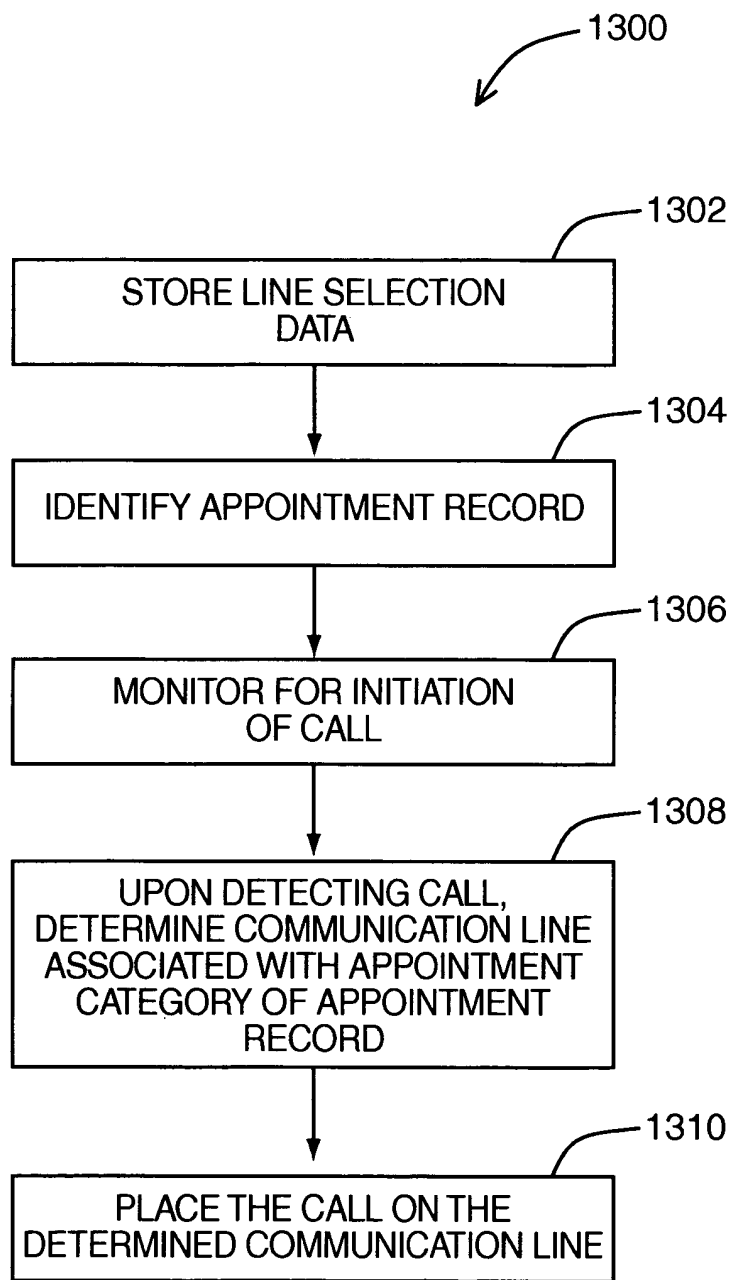 1300
1302
STORE LINE SELECTION
DATA
1304
IDENTIFY APPOINTMENT RECORD
1306
MONITOR FOR INITIATION
OF CALL
1308
UPON DETECTING CALL,
DETERMINE COMMUNICATION LINE
ASSOCIATED WITH APPOINTMENT
CATEGORY OF APPOINTMENT
RECORD
1310
PLACE THE CALL ON THE
DETERMINED COMMUNICATION LINE